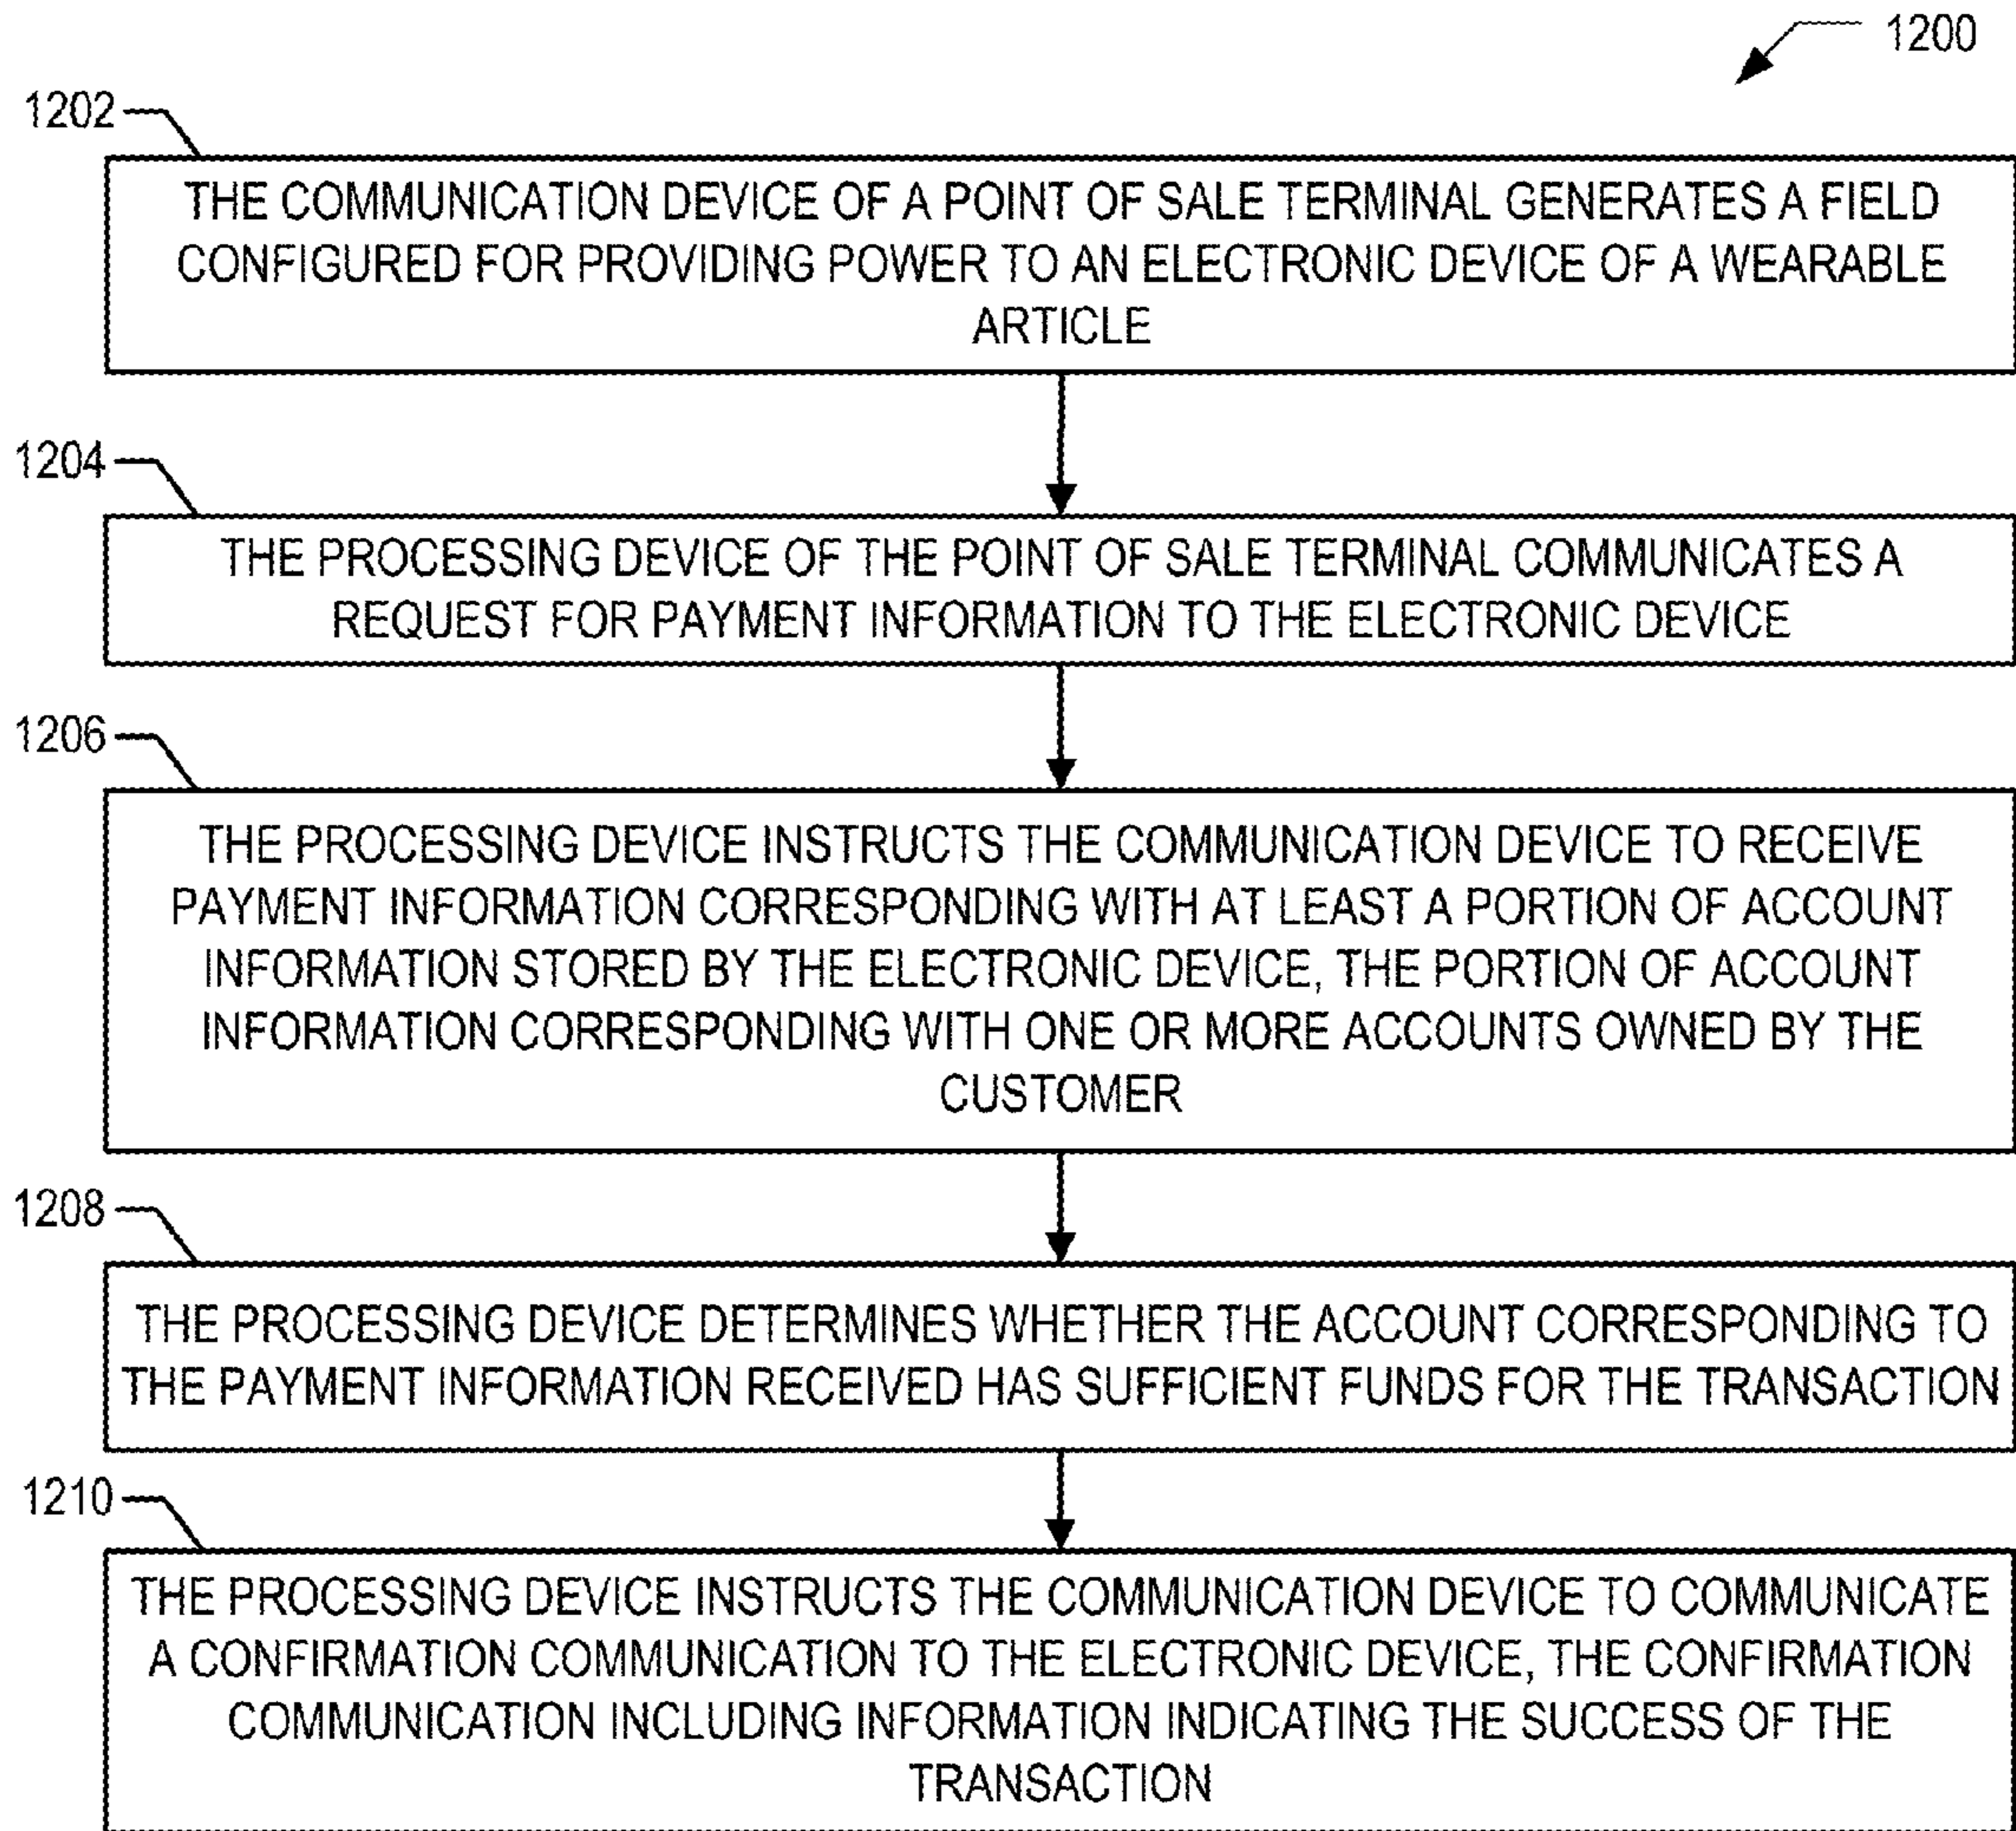 1200
1202
THE COMMUNICATION DEVICE OF A POINT OF SALE TERMINAL GENERATES A FIELD
CONFIGURED FOR PROVIDING POWER TO AN ELECTRONIC DEVICE OF A WEARABLE
ARTICLE
1204
THE PROCESSING DEVICE OF THE POINT OF SALE TERMINAL COMMUNICATES A
REQUEST FOR PAYMENT INFORMATION TO THE ELECTRONIC DEVICE
1206
THE PROCESSING DEVICE INSTRUCTS THE COMMUNICATION DEVICE TO RECEIVE
PAYMENT INFORMATION CORRESPONDING WITH AT LEAST A PORTION OF ACCOUNT
INFORMATION STORED BY THE ELECTRONIC DEVICE, THE PORTION OF ACCOUNT
INFORMATION CORRESPONDING WITH ONE OR MORE ACCOUNTS OWNED BY THE
CUSTOMER
1208
THE PROCESSING DEVICE DETERMINES WHETHER THE ACCOUNT CORRESPONDING TO
THE PAYMENT INFORMATION RECEIVED HAS SUFFICIENT FUNDS FOR THE TRANSACTION
1210
THE PROCESSING DEVICE INSTRUCTS THE COMMUNICATION DEVICE TO COMMUNICATE
A CONFIRMATION COMMUNICATION TO THE ELECTRONIC DEVICE, THE CONFIRMATION
COMMUNICATION INCLUDING INFORMATION INDICATING THE SUCCESS OF THE
TRANSACTION